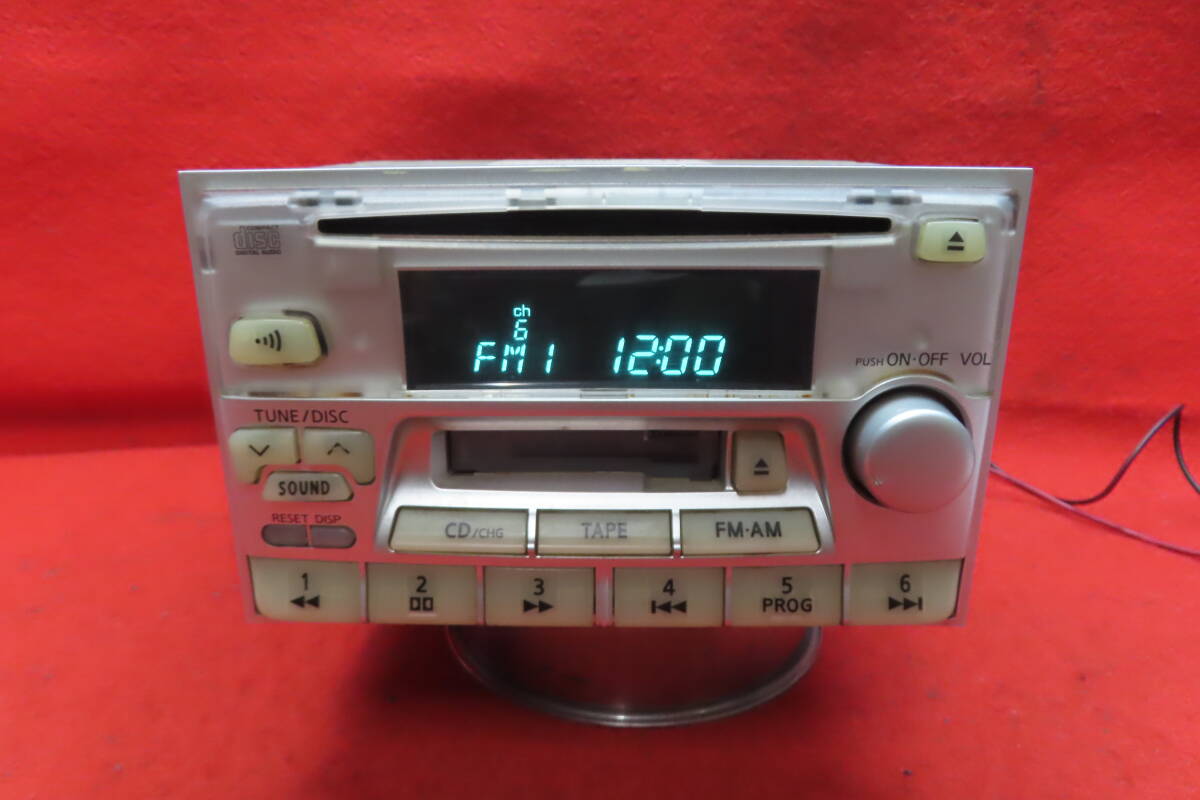 COMPACT
disc
DIGITAL AUDIO
ch
6
FM1 12:00
PUSH ON·OFF VOL
TUNE/DISC
SOUND
RESET DISP
CD/CHG TAPE FM·AM
1 2 3 4 5 6
PROG